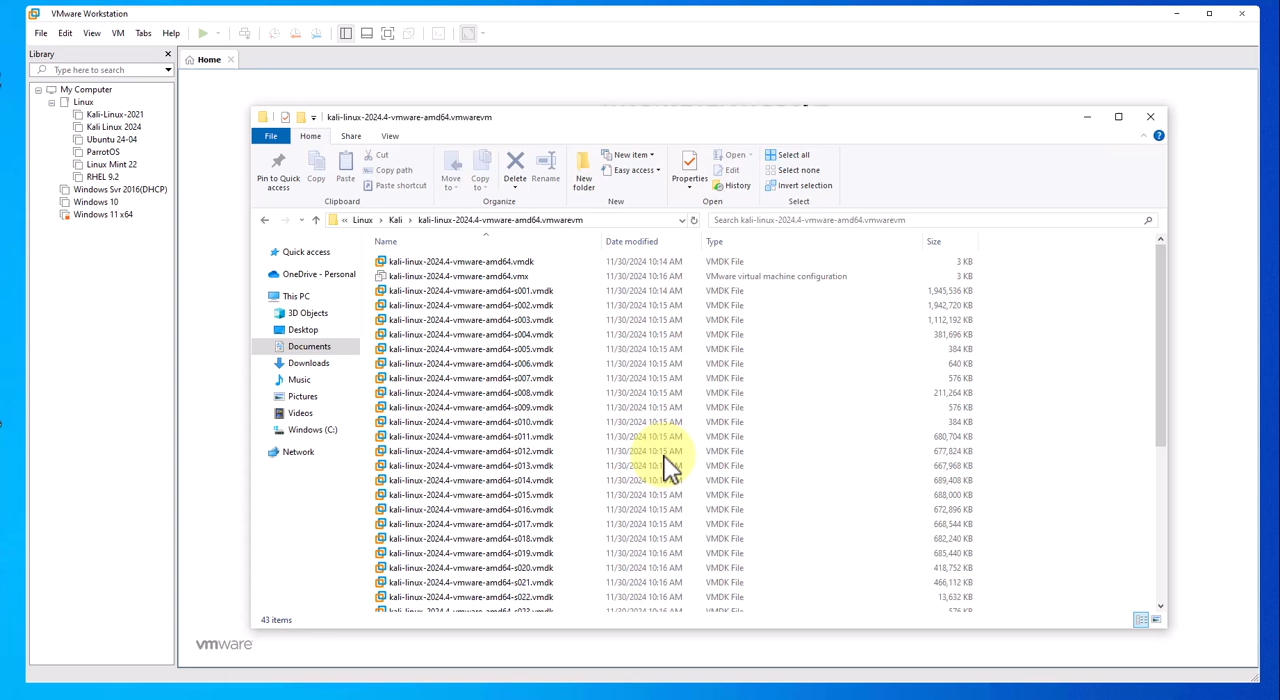 VMware Workstation
File Edit View VM Tabs Help
Library
Type here to search
Home
My Computer
Linux
Kali-Linux-2021
Kali Linux 2024
Ubuntu 24-04
ParrotOS
Linux Mint 22
RHEL 9.2
Windows Svr 2016(DHCP)
Windows 10
Windows 11 x64
kali-linux-2024.4-vmware-amd64.vmwarevm
File Home Share View
Pin to Quick access
Copy
Paste
Cut
Copy path
Paste shortcut
Clipboard
Move to
Copy to
Delete
Rename
Organize
New folder
New item
Easy access
New
Properties
Open
Edit
History
Open
Select all
Select none
Invert selection
Select
« Linux Kali kali-linux-2024.4-vmware-amd64.vmwarevm
Search kali-linux-2024.4-vmware-amd64.vmwarevm
Quick access
OneDrive - Personal
This PC
3D Objects
Desktop
Documents
Downloads
Music
Pictures
Videos
Windows (C:)
Network
Name Date modified Type Size
kali-linux-2024.4-vmware-amd64.vmdk 11/30/2024 10:14 AM VMDK File 3 KB
kali-linux-2024.4-vmware-amd64.vmx 11/30/2024 10:16 AM VMware virtual machine configuration 3 KB
kali-linux-2024.4-vmware-amd64-s001.vmdk 11/30/2024 10:14 AM VMDK File 1,945,536 KB
kali-linux-2024.4-vmware-amd64-s002.vmdk 11/30/2024 10:15 AM VMDK File 1,942,720 KB
kali-linux-2024.4-vmware-amd64-s003.vmdk 11/30/2024 10:15 AM VMDK File 1,112,192 KB
kali-linux-2024.4-vmware-amd64-s004.vmdk 11/30/2024 10:15 AM VMDK File 381,696 KB
kali-linux-2024.4-vmware-amd64-s005.vmdk 11/30/2024 10:15 AM VMDK File 384 KB
kali-linux-2024.4-vmware-amd64-s006.vmdk 11/30/2024 10:15 AM VMDK File 640 KB
kali-linux-2024.4-vmware-amd64-s007.vmdk 11/30/2024 10:15 AM VMDK File 576 KB
kali-linux-2024.4-vmware-amd64-s008.vmdk 11/30/2024 10:15 AM VMDK File 211,264 KB
kali-linux-2024.4-vmware-amd64-s009.vmdk 11/30/2024 10:15 AM VMDK File 576 KB
kali-linux-2024.4-vmware-amd64-s010.vmdk 11/30/2024 10:15 AM VMDK File 384 KB
kali-linux-2024.4-vmware-amd64-s011.vmdk 11/30/2024 10:15 AM VMDK File 680,704 KB
kali-linux-2024.4-vmware-amd64-s012.vmdk 11/30/2024 10:15 AM VMDK File 677,824 KB
kali-linux-2024.4-vmware-amd64-s013.vmdk 11/30/2024 AM VMDK File 667,968 KB
kali-linux-2024.4-vmware-amd64-s014.vmdk 11/30/2024 AM VMDK File 689,408 KB
kali-linux-2024.4-vmware-amd64-s015.vmdk 11/30/2024 10:15 AM VMDK File 688,000 KB
kali-linux-2024.4-vmware-amd64-s016.vmdk 11/30/2024 10:15 AM VMDK File 672,896 KB
kali-linux-2024.4-vmware-amd64-s017.vmdk 11/30/2024 10:15 AM VMDK File 668,544 KB
kali-linux-2024.4-vmware-amd64-s018.vmdk 11/30/2024 10:15 AM VMDK File 682,240 KB
kali-linux-2024.4-vmware-amd64-s019.vmdk 11/30/2024 10:16 AM VMDK File 685,440 KB
kali-linux-2024.4-vmware-amd64-s020.vmdk 11/30/2024 10:16 AM VMDK File 418,752 KB
kali-linux-2024.4-vmware-amd64-s021.vmdk 11/30/2024 10:16 AM VMDK File 466,112 KB
kali-linux-2024.4-vmware-amd64-s022.vmdk 11/30/2024 10:16 AM VMDK File 13,632 KB
kali-linux-2024.4-vmware-amd64-s023.vmdk 11/30/2024 10:16 AM VMDK File 576 KB
43 items
vmware